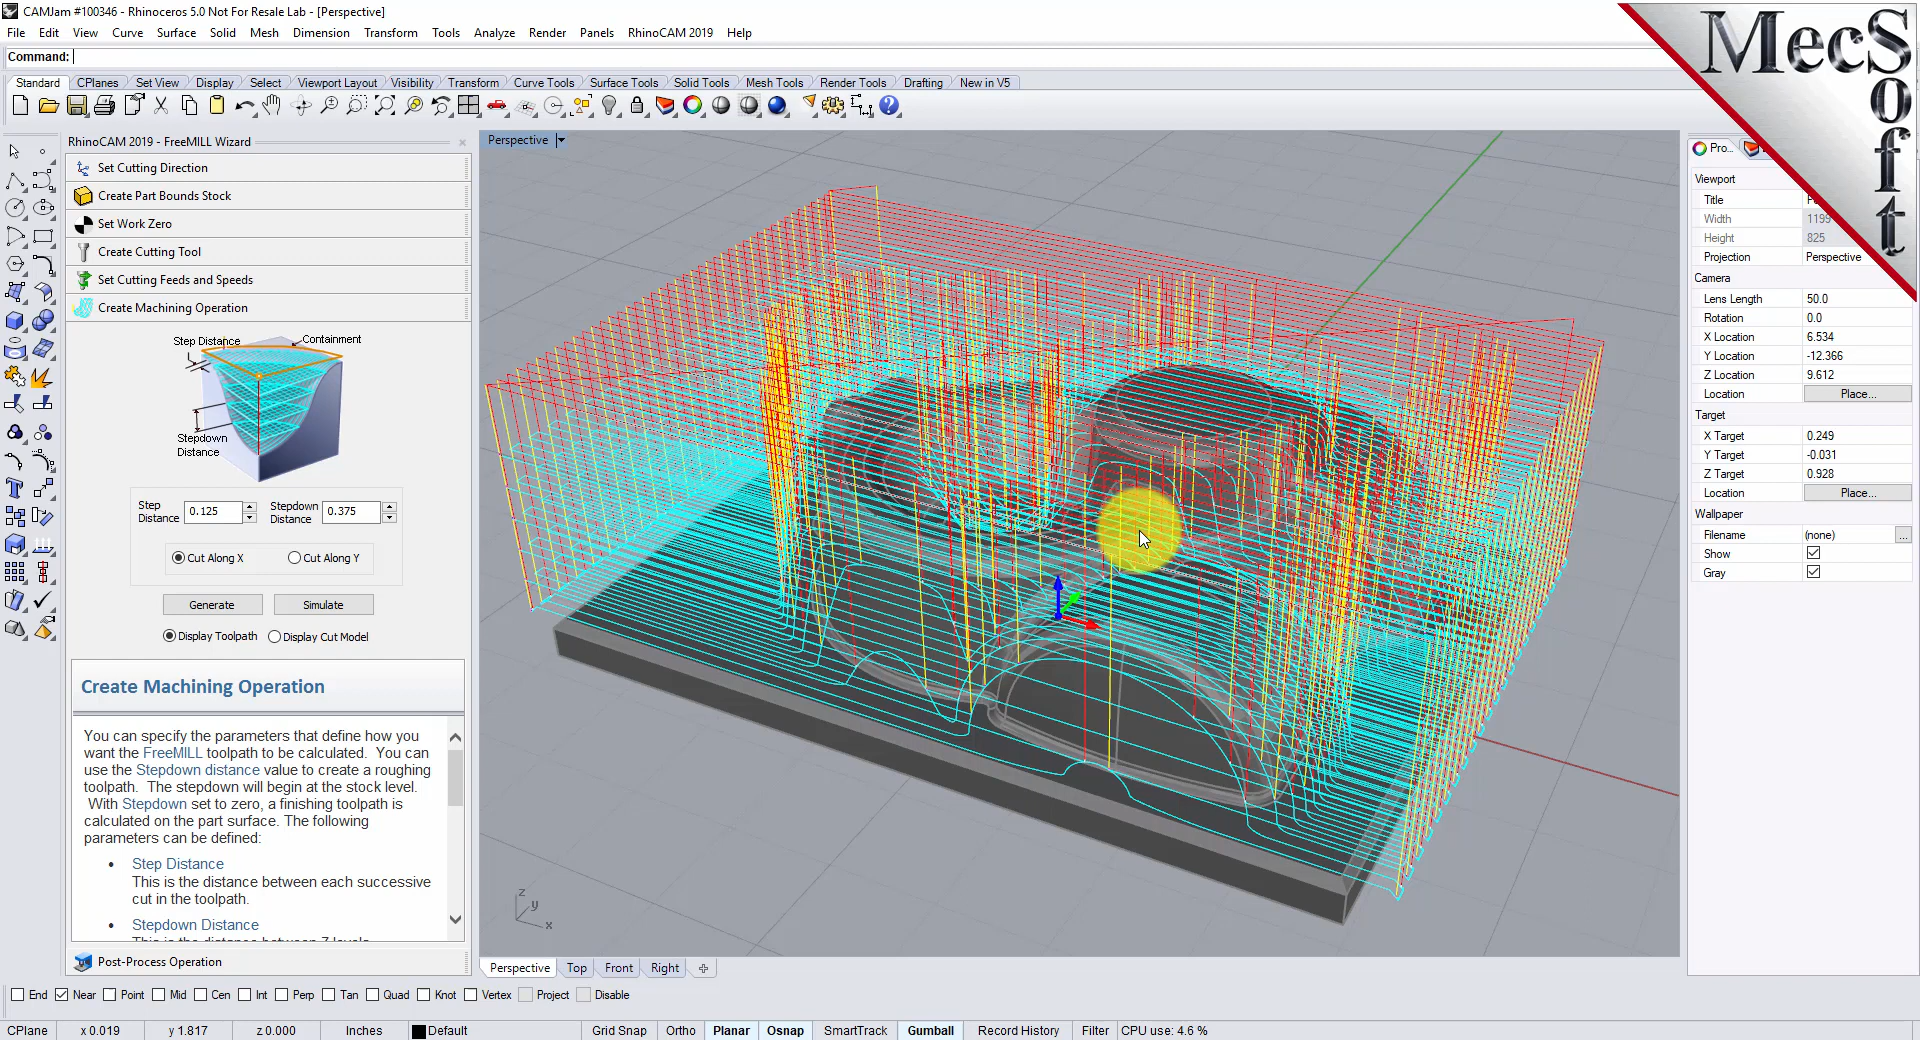 CAMJam #100346 - Rhinoceros 5.0 Not For Resale Lab - [Perspective]
File Edit View Curve Surface Solid Mesh Dimension Transform Tools Analyze Render Panels RhinoCAM 2019 Help
Command:
Standard CPlanes Set View Display Select Viewport Layout Visibility Transform Curve Tools Surface Tools Solid Tools Mesh Tools Render Tools Drafting New in V5
MecSoft
RhinoCAM 2019 - FreeMILL Wizard
Set Cutting Direction
Create Part Bounds Stock
Set Work Zero
Create Cutting Tool
Set Cutting Feeds and Speeds
Create Machining Operation
Step Distance
Containment
Stepdown
Distance
Step
Distance
0.125
Stepdown
Distance
0.375
Cut Along X Cut Along Y
Generate Simulate
Display Toolpath Display Cut Model
Create Machining Operation
You can specify the parameters that define how you
want the FreeMILL toolpath to be calculated. You can
use the Stepdown distance value to create a roughing
toolpath. The stepdown will begin at the stock level.
With Stepdown set to zero, a finishing toolpath is
calculated on the part surface. The following
parameters can be defined:
• Step Distance
This is the distance between each successive
cut in the toolpath.
• Stepdown Distance
This is the distance between Z levels
Post-Process Operation
Perspective
z
y
x
Perspective Top Front Right
Pro...
Viewport
Title
Width 1199
Height 825
Projection Perspective
Camera
Lens Length 50.0
Rotation 0.0
X Location 6.534
Y Location -12.366
Z Location 9.612
Location Place...
Target
X Target 0.249
Y Target -0.031
Z Target 0.928
Location Place...
Wallpaper
Filename (none) ...
Show
Gray
End Near Point Mid Cen Int Perp Tan Quad Knot Vertex Project Disable
CPlane x 0.019 y 1.817 z 0.000 Inches Default Grid Snap Ortho Planar Osnap SmartTrack Gumball Record History Filter CPU use: 4.6 %